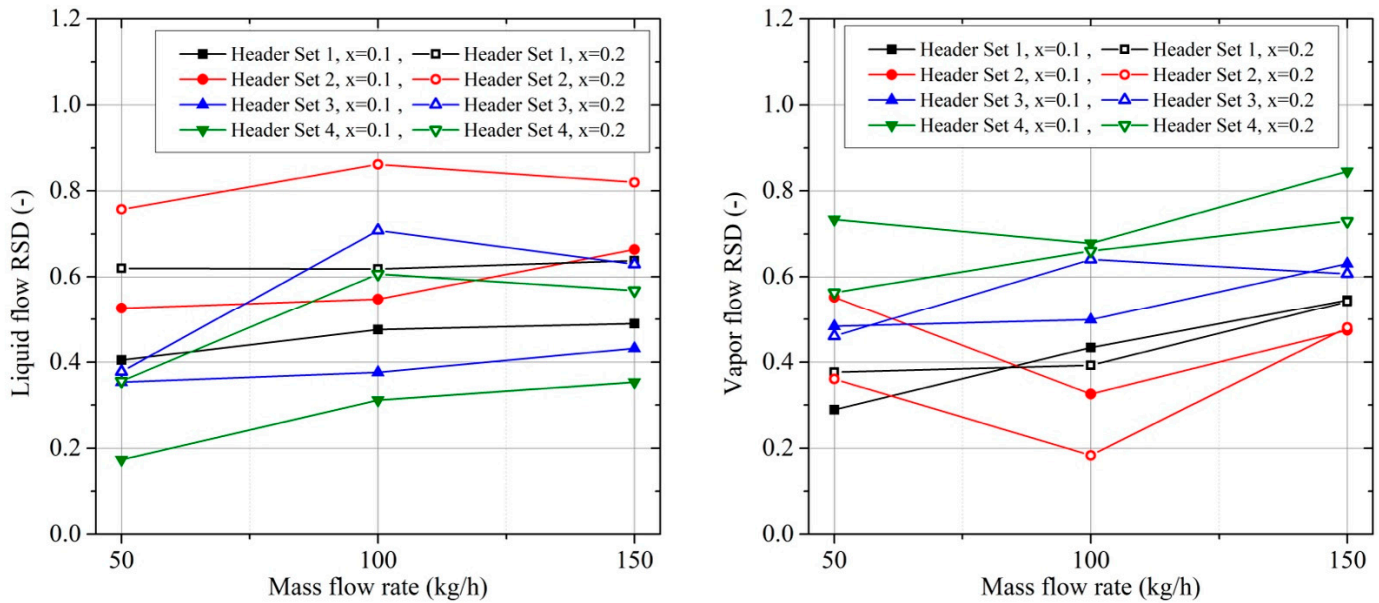 1.2
1.0
0.8
0.6
0.4
0.2
0.0
Liquid flow RSD (-)
Header Set 1, x=0.1 , Header Set 1, x=0.2
Header Set 2, x=0.1 , Header Set 2, x=0.2
Header Set 3, x=0.1 , Header Set 3, x=0.2
Header Set 4, x=0.1 , Header Set 4, x=0.2
50 100 150
Mass flow rate (kg/h)
1.2
1.0
0.8
0.6
0.4
0.2
0.0
Vapor flow RSD (-)
Header Set 1, x=0.1 , Header Set 1, x=0.2
Header Set 2, x=0.1 , Header Set 2, x=0.2
Header Set 3, x=0.1 , Header Set 3, x=0.2
Header Set 4, x=0.1 , Header Set 4, x=0.2
50 100 150
Mass flow rate (kg/h)